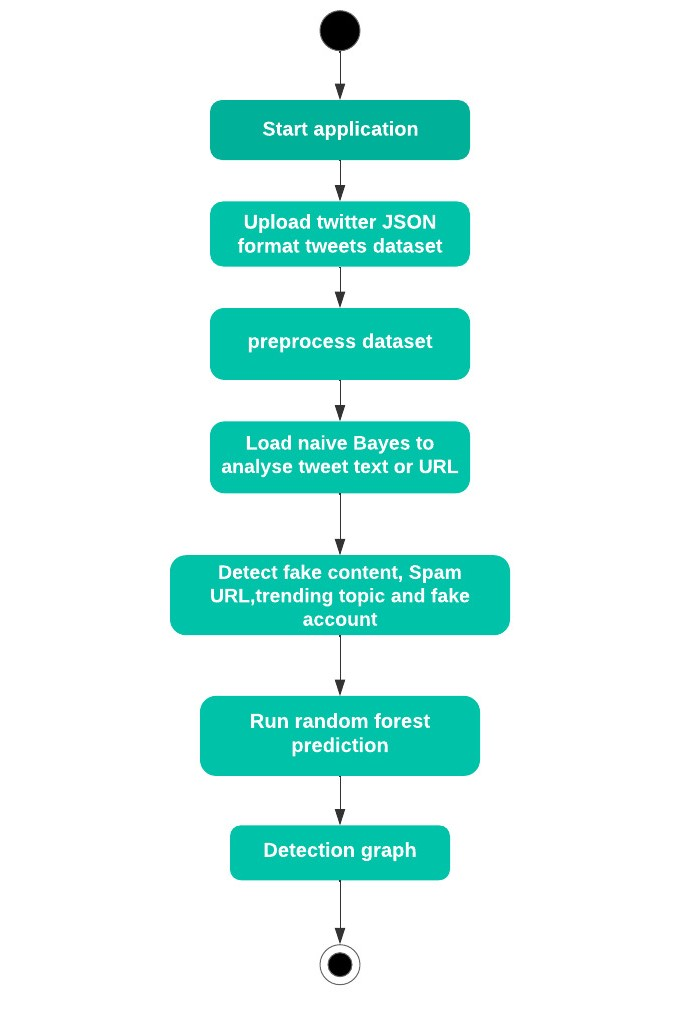 Start application
Upload twitter JSON
format tweets dataset
preprocess dataset
Load naive Bayes to
analyse tweet text or URL
Detect fake content, Spam
URL,trending topic and fake
account
Run random forest
prediction
Detection graph